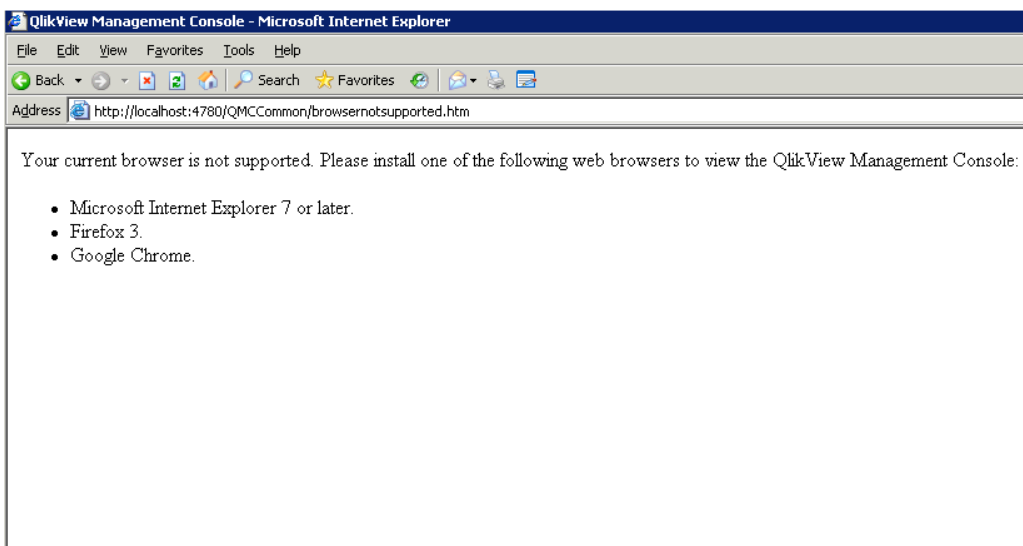 QlikView Management Console - Microsoft Internet Explorer
File Edit View Favorites Tools Help
Back Search Favorites
Address http://localhost:4780/QMCCommon/browsernotsupported.htm
Your current browser is not supported. Please install one of the following web browsers to view the QlikView Management Console:
• Microsoft Internet Explorer 7 or later.
• Firefox 3.
• Google Chrome.